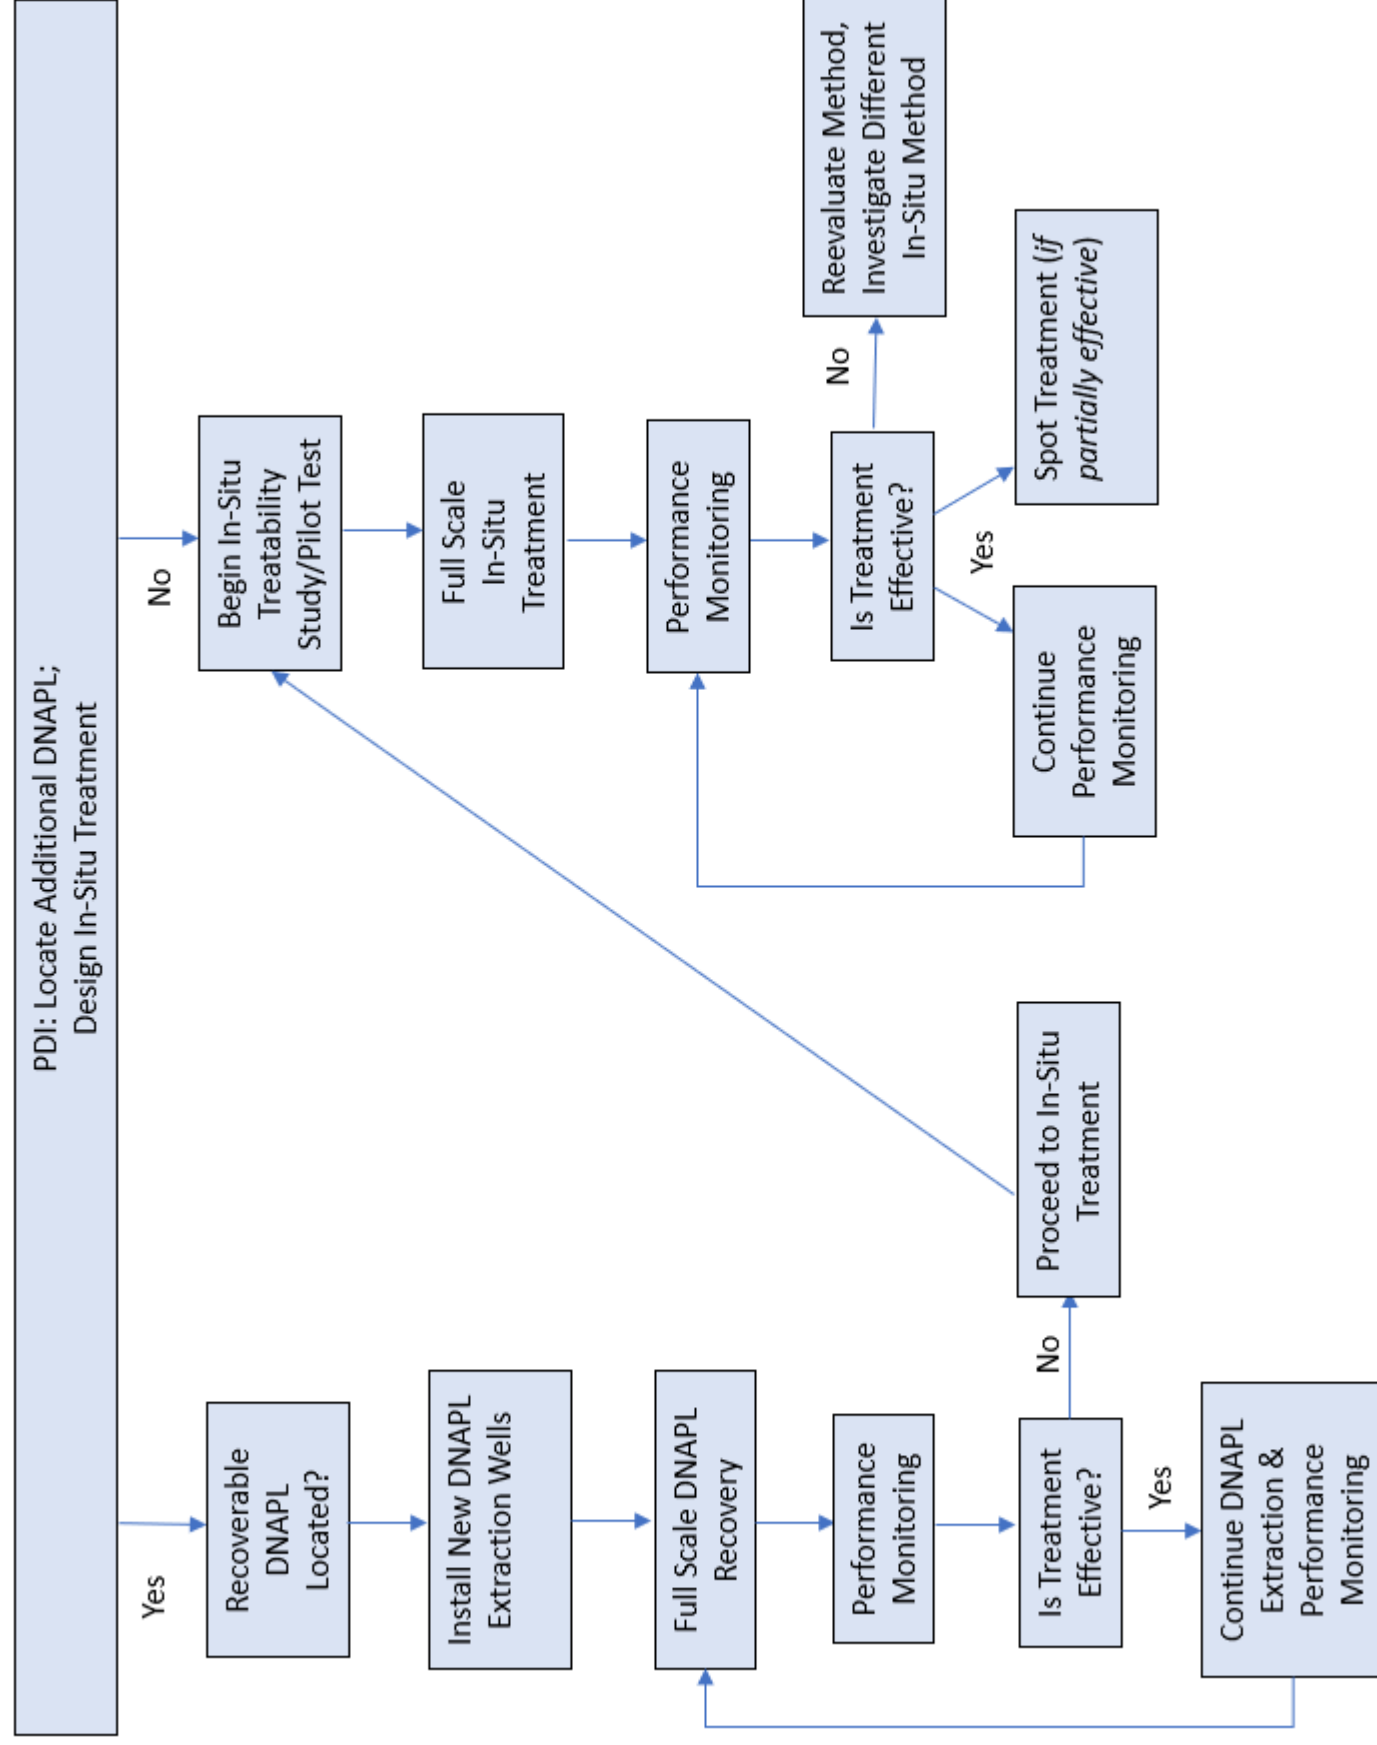 PDI: Locate Additional DNAPL;
Design In-Situ Treatment
Yes
No
Recoverable
DNAPL
Located?
Install New DNAPL
Extraction Wells
Full Scale DNAPL
Recovery
Performance
Monitoring
Is Treatment
Effective?
No
Proceed to In-Situ
Treatment
Yes
Continue DNAPL
Extraction &
Performance
Monitoring
Begin In-Situ
Treatability
Study/Pilot Test
Full Scale
In-Situ
Treatment
Performance
Monitoring
Is Treatment
Effective?
No
Reevaluate Method,
Investigate Different
In-Situ Method
Yes
Continue
Performance
Monitoring
Spot Treatment (if
partially effective)